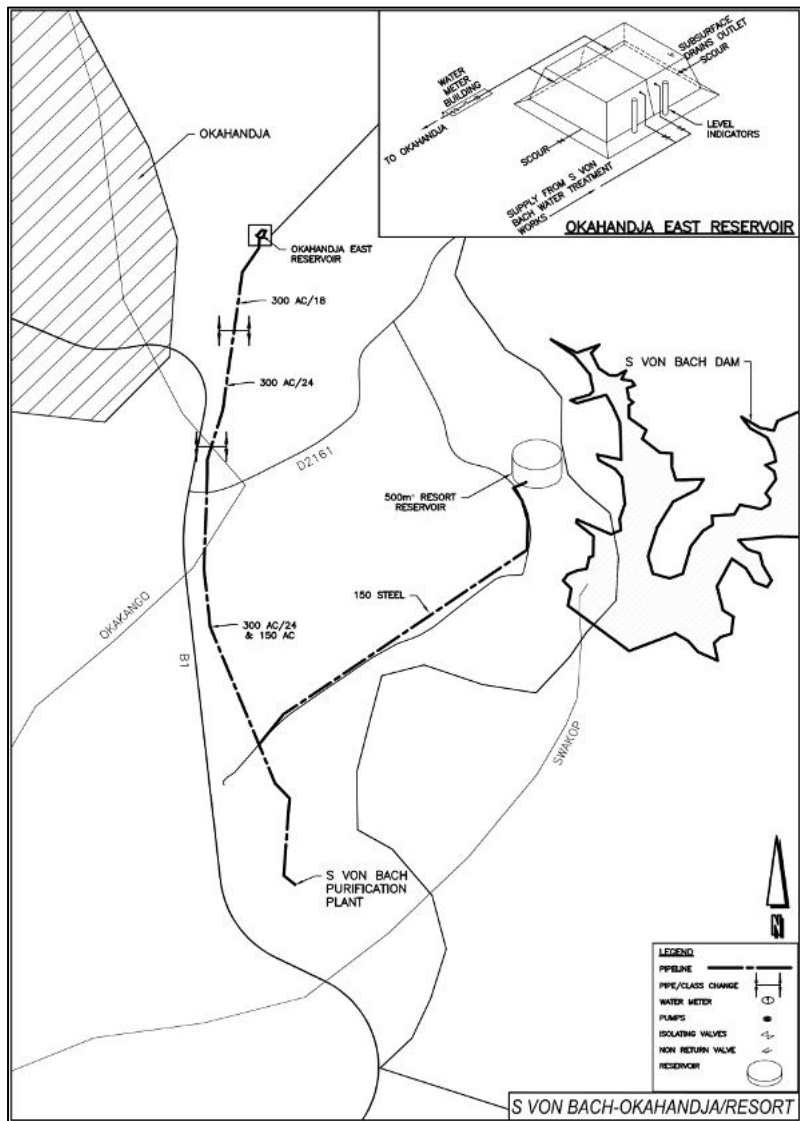 WATER
METER
BUILDING
TO OKAHANDJA
SUBSURFACE
DRAINS OUTLET
SCOUR
LEVEL
INDICATORS
SCOUR
SUPPLY FROM S VON
BACH WATER TREATMENT
WORKS
OKAHANDJA EAST RESERVOIR
OKAHANDJA
OKAHANDJA EAST
RESERVOIR
300 AC/18
300 AC/24
S VON BACH DAM
D2161
500m³ RESORT
RESERVOIR
150 STEEL
OKAKANGO
300 AC/24
& 150 AC
B1
SWAKOP
S VON BACH
PURIFICATION
PLANT
N
LEGEND
PIPELINE
PIPE/CLASS CHANGE
WATER METER
PUMPS
ISOLATING VALVES
NON RETURN VALVE
RESERVOIR
S VON BACH-OKAHANDJA/RESORT